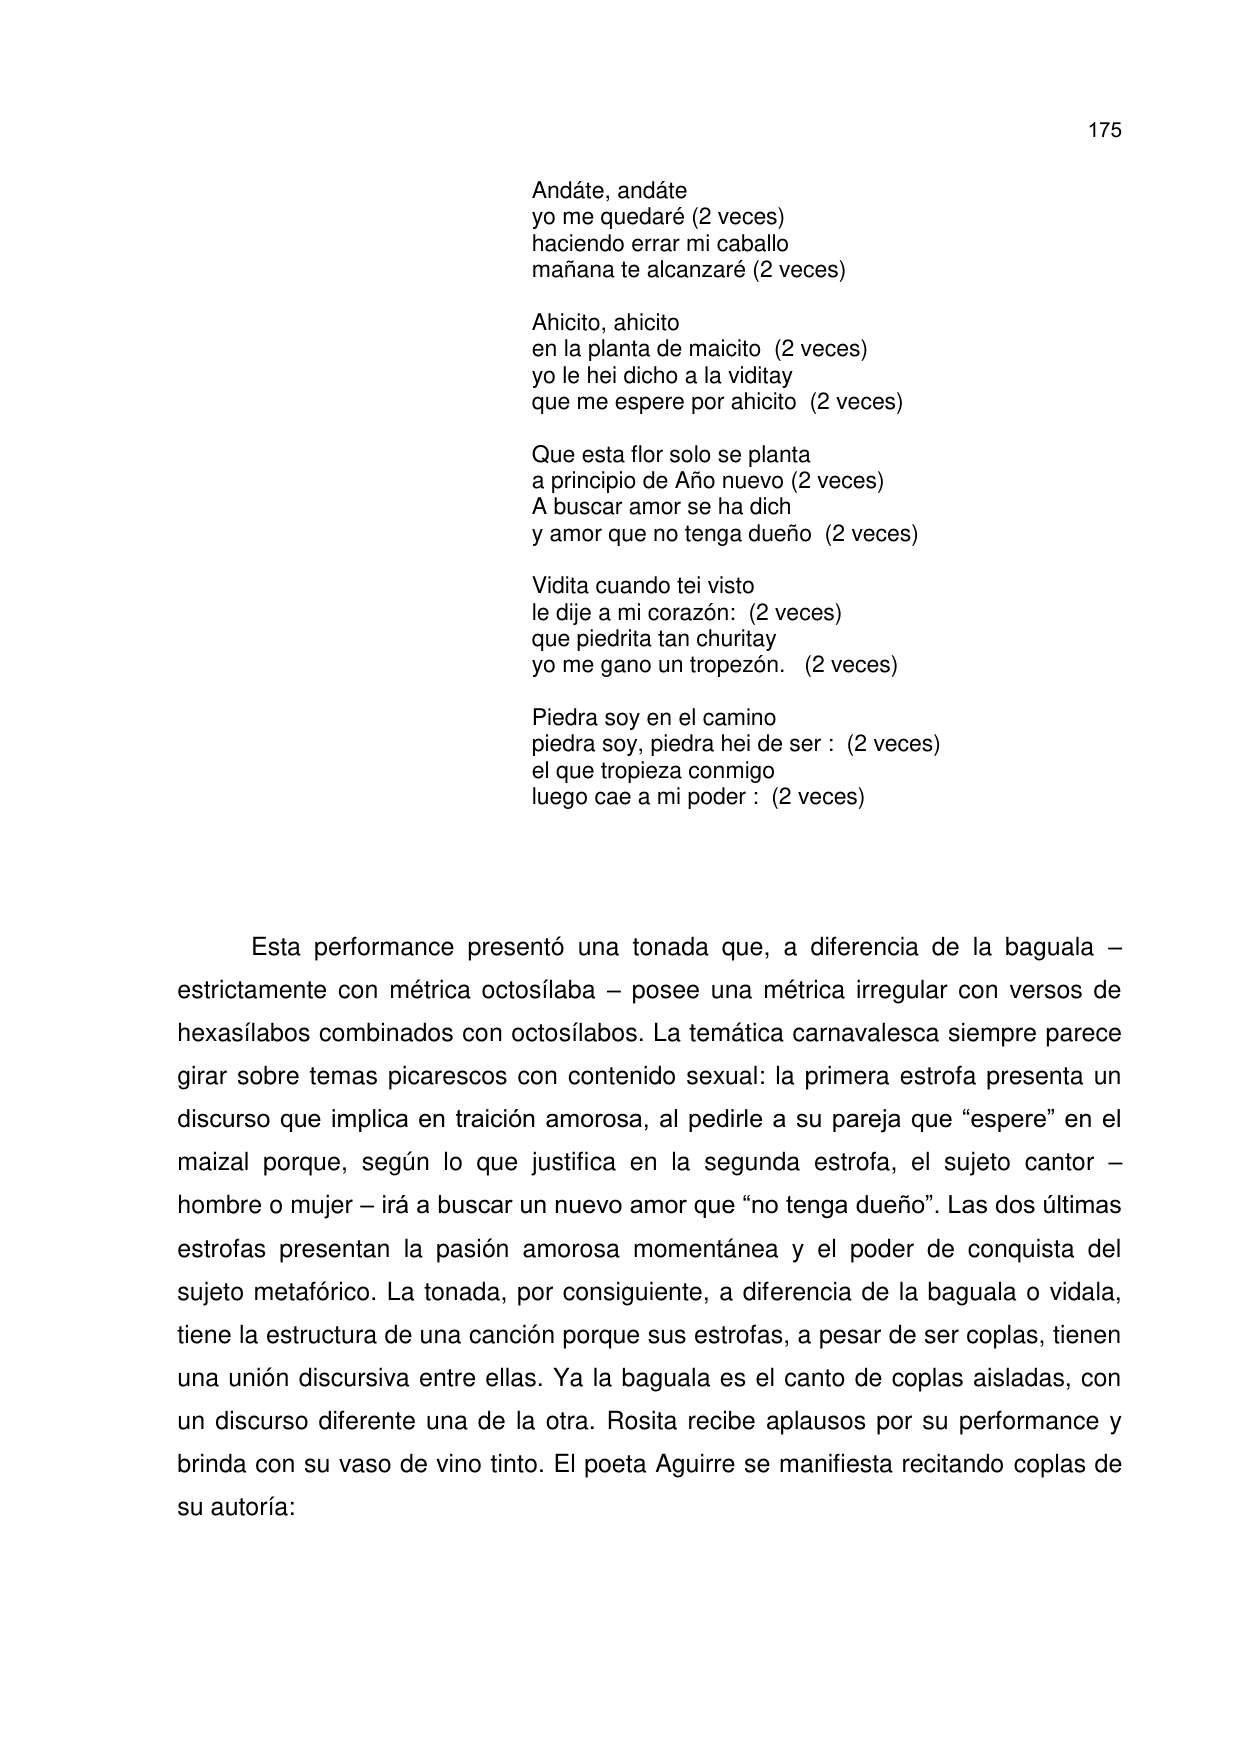 175
Andáte, andáte
yo me quedaré (2 veces)
haciendo errar mi caballo
mañana te alcanzaré (2 veces)
Ahicito, ahicito
en la planta de maicito  (2 veces)
yo le hei dicho a la viditay
que me espere por ahicito  (2 veces)
Que esta flor solo se planta
a principio de Año nuevo (2 veces)
A buscar amor se ha dich
y amor que no tenga dueño  (2 veces)
Vidita cuando tei visto
le dije a mi corazón:  (2 veces)
que piedrita tan churitay
yo me gano un tropezón.   (2 veces)
Piedra soy en el camino
piedra soy, piedra hei de ser :  (2 veces)
el que tropieza conmigo
luego cae a mi poder :  (2 veces)
Esta performance presentó una tonada que, a diferencia de la baguala –
estrictamente con métrica octosílaba – posee una métrica irregular con versos de
hexasílabos combinados con octosílabos. La temática carnavalesca siempre parece
girar sobre temas picarescos con contenido sexual: la primera estrofa presenta un
discurso que implica en traición amorosa, al pedirle a su pareja que “espere” en el
maizal porque, según lo que justifica en la segunda estrofa, el sujeto cantor –
hombre o mujer – irá a buscar un nuevo amor que “no tenga dueño”. Las dos últimas
estrofas presentan la pasión amorosa momentánea y el poder de conquista del
sujeto metafórico. La tonada, por consiguiente, a diferencia de la baguala o vidala,
tiene la estructura de una canción porque sus estrofas, a pesar de ser coplas, tienen
una unión discursiva entre ellas. Ya la baguala es el canto de coplas aisladas, con
un discurso diferente una de la otra. Rosita recibe aplausos por su performance y
brinda con su vaso de vino tinto. El poeta Aguirre se manifiesta recitando coplas de
su autoría: